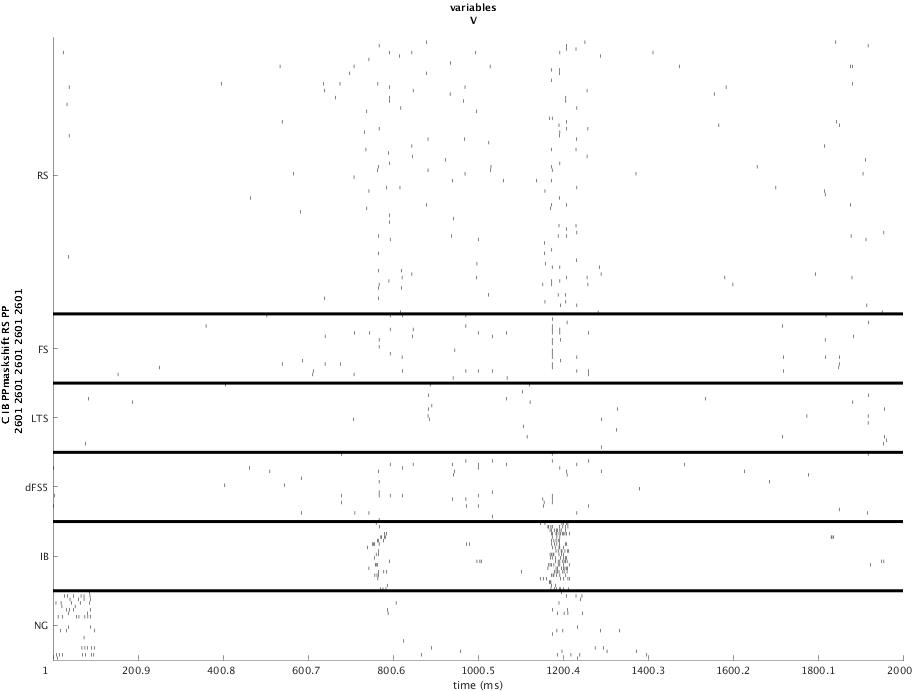 variables
V
C IB PPmaskshift RS PP
2601 2601 2601 2601 2601
RS
FS
LTS
dFS5
IB
NG
1 200.9 400.8 600.7 800.6 1000.5 1200.4 1400.3 1600.2 1800.1 2000
time (ms)